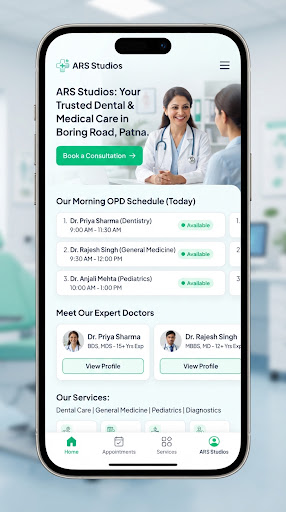 ARS Studios
ARS Studios: Your
Trusted Dental &
Medical Care in
Boring Road, Patna.
Book a Consultation →
Our Morning OPD Schedule (Today)
1. Dr. Priya Sharma (Dentistry)
9:00 AM - 11:30 AM
Available
1.
2. Dr. Rajesh Singh (General Medicine)
9:30 AM - 12:00 PM
Available
2.
3. Dr. Anjali Mehta (Pediatrics)
10:00 AM - 1:00 PM
Available
3.
Meet Our Expert Doctors
Dr. Priya Sharma
BDS, MDS - 15+ Yrs Exp
View Profile
Dr. Rajesh Singh
MBBS, MD - 12+ Yrs Exp
View Profile
Our Services:
Dental Care | General Medicine | Pediatrics | Diagnostics
Home
Appointments
Services
ARS Studios